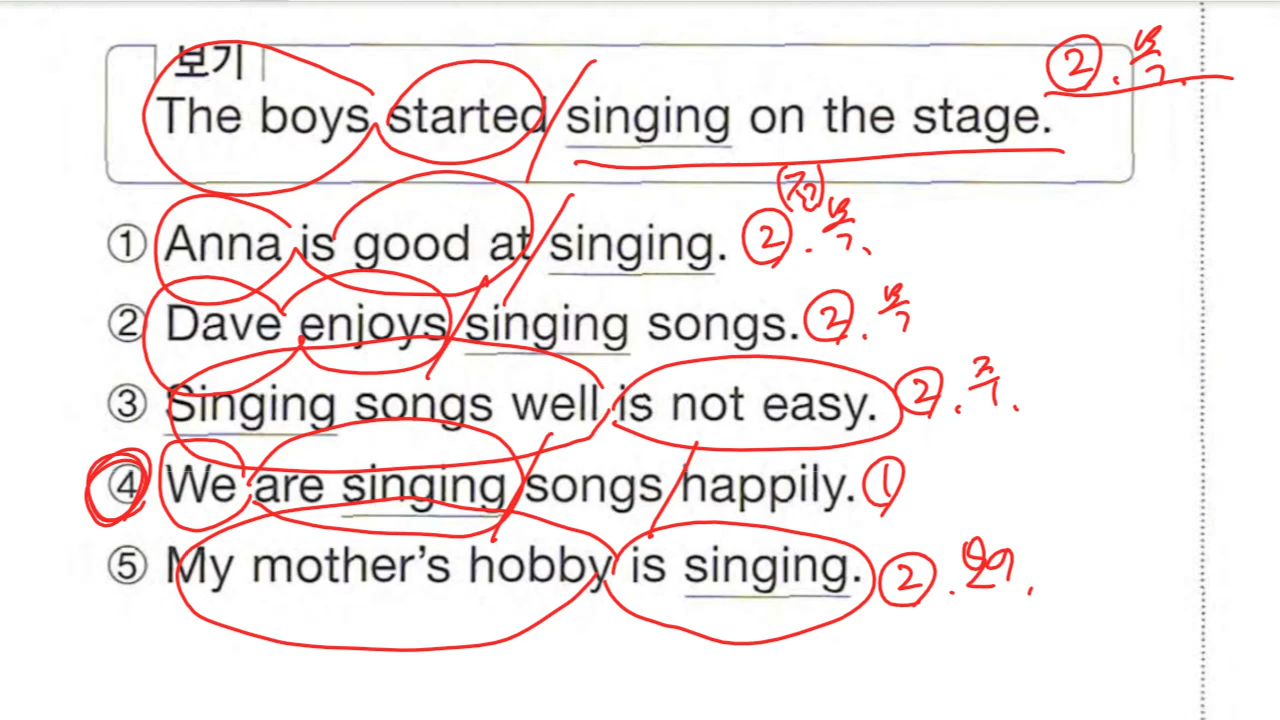 보기
The boys started singing on the stage. ②.목.
① Anna is good at singing. ②.목. (전)
② Dave enjoys singing songs. ②.목
③ Singing songs well is not easy. ②.주.
④ We are singing songs happily. ①
⑤ My mother's hobby is singing. ②.보.